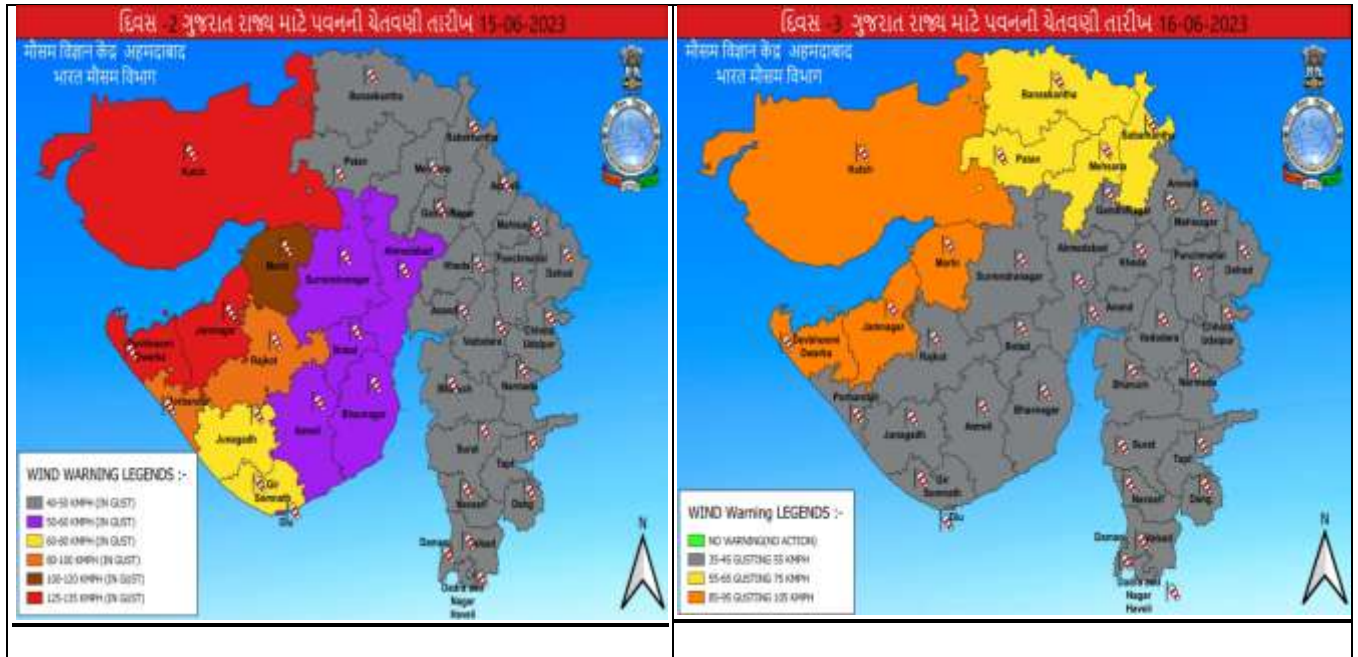 દિવસ -2 ગુજરાત રાજ્ય માટે પવનની ચેતવણી તારીખ 15-06-2023
मौसम विज्ञान केंद्र अहमदाबाद
भारत मौसम विभाग
Banaskantha
Sabarkantha
Patan
Kutch
Gandhi Nagar
Mahisagar
Morbi
Ahmedabad
Surendranagar
Kheda
Panchmahal
Dahod
Jamnagar
Anand
Devbhoomi
Dwarka
Rajkot
Botad
Vadodara
Chhota
Udaipur
Narmada
Amreli
Bhavnagar
Junagadh
Surat
Tapi
Gir
Somnath
Diu
Navsari
Dang
Daman
Valsad
Dadra and
Nagar
Haveli
N
WIND WARNING LEGENDS :-
40-50 KMPH (IN GUST)
50-60 KMPH (IN GUST)
60-80 KMPH (IN GUST)
80-100 KMPH (IN GUST)
100-120 KMPH (IN GUST)
125-135 KMPH (IN GUST)
દિવસ -3 ગુજરાત રાજ્ય માટે પવનની ચેતવણી તારીખ 16-06-2023
मौसम विज्ञान केंद्र अहमदाबाद
भारत मौसम विभाग
Banaskantha
Sabarkantha
Patan
Mehsana
Kutch
Gandhi Nagar
Mahisagar
Morbi
Ahmedabad
Surendranagar
Kheda
Panchmahal
Dahod
Jamnagar
Anand
Devbhoomi
Dwarka
Rajkot
Botad
Vadodara
Chhota
Udaipur
Bharuch
Narmada
Porbandar
Junagadh
Amreli
Bhavnagar
Surat
Tapi
Gir
Somnath
Diu
Navsari
Dang
Daman
Valsad
Dadra and
Nagar
Haveli
N
WIND Warning LEGENDS :-
NO WARNING(NO ACTION)
35-45 GUSTING 55 KMPH
55-65 GUSTING 75 KMPH
85-95 GUSTING 105 KMPH